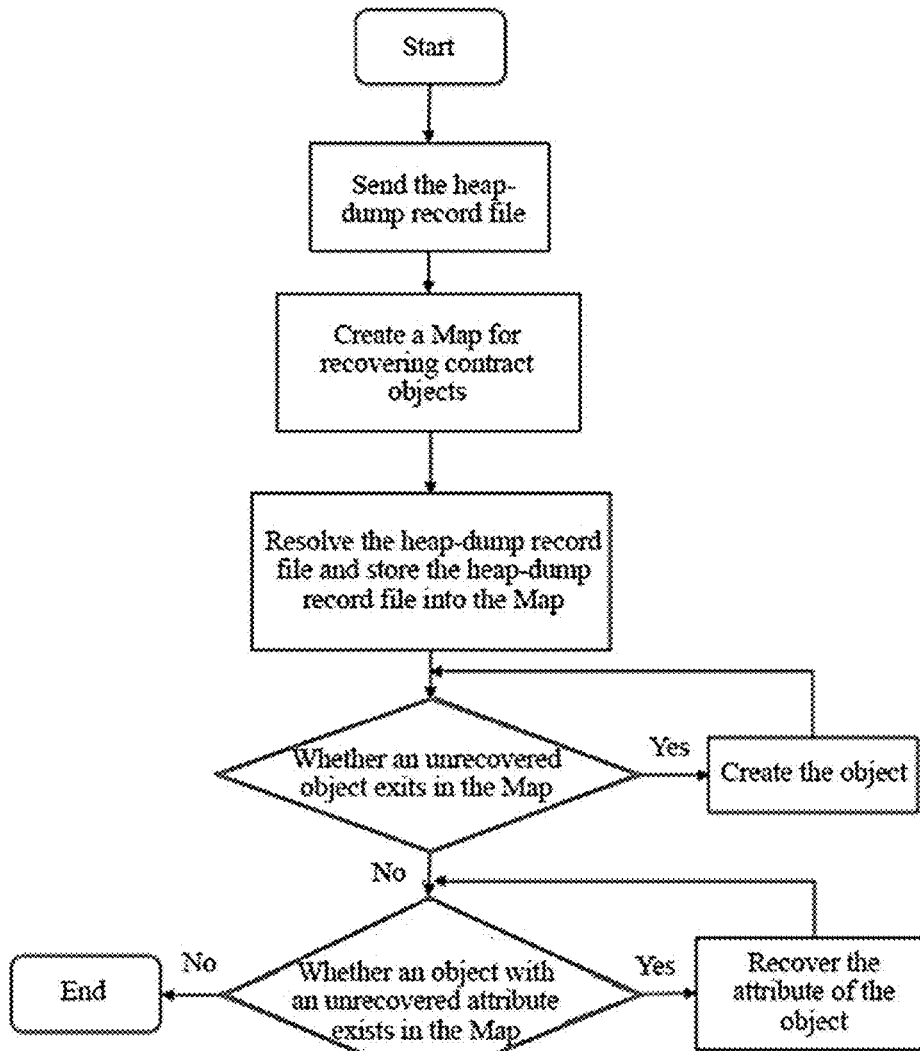 Start
Send the heap-
dump record file
Create a Map for
recovering contract
objects
Resolve the heap-dump record
file and store the heap-dump
record file into the Map
Whether an unrecovered
object exits in the Map
Yes
Create the object
No
Whether an object with
an unrecovered attribute
exists in the Map
No
End
Yes
Recover the
attribute of the
object